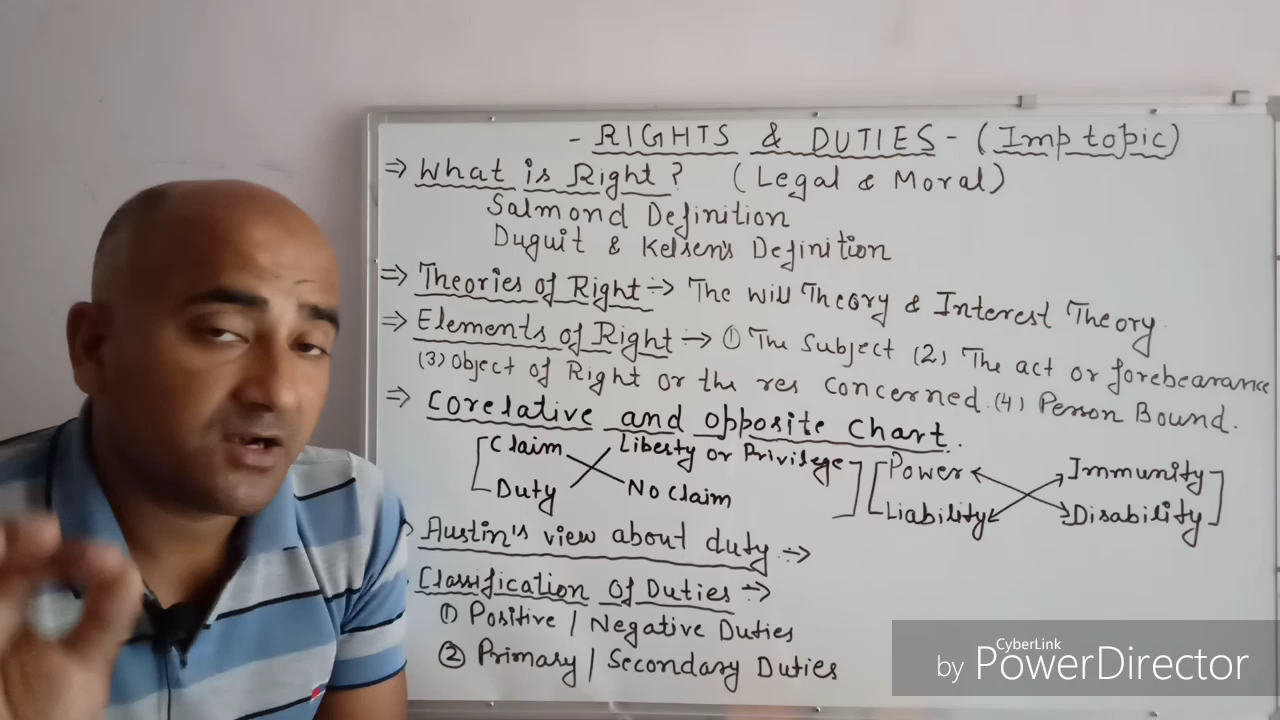 - RIGHTS & DUTIES - (Imp topic)
⇒ What is Right? (Legal & Moral)
Salmond Definition
Duguit & Kelsen's Definition
⇒ Theories of Right → The Will Theory & Interest Theory.
⇒ Elements of Right → ① The Subject (2) The act or forebearance
(3) Object of Right or the res concerned. (4) Person Bound.
⇒ Corelative and opposite Chart.
Claim Liberty or Privilege Power Immunity
Duty No Claim Liability Disability
Austin's view about duty →
Classification Of Duties →
① Positive / Negative Duties
② Primary / Secondary Duties
CyberLink
by PowerDirector